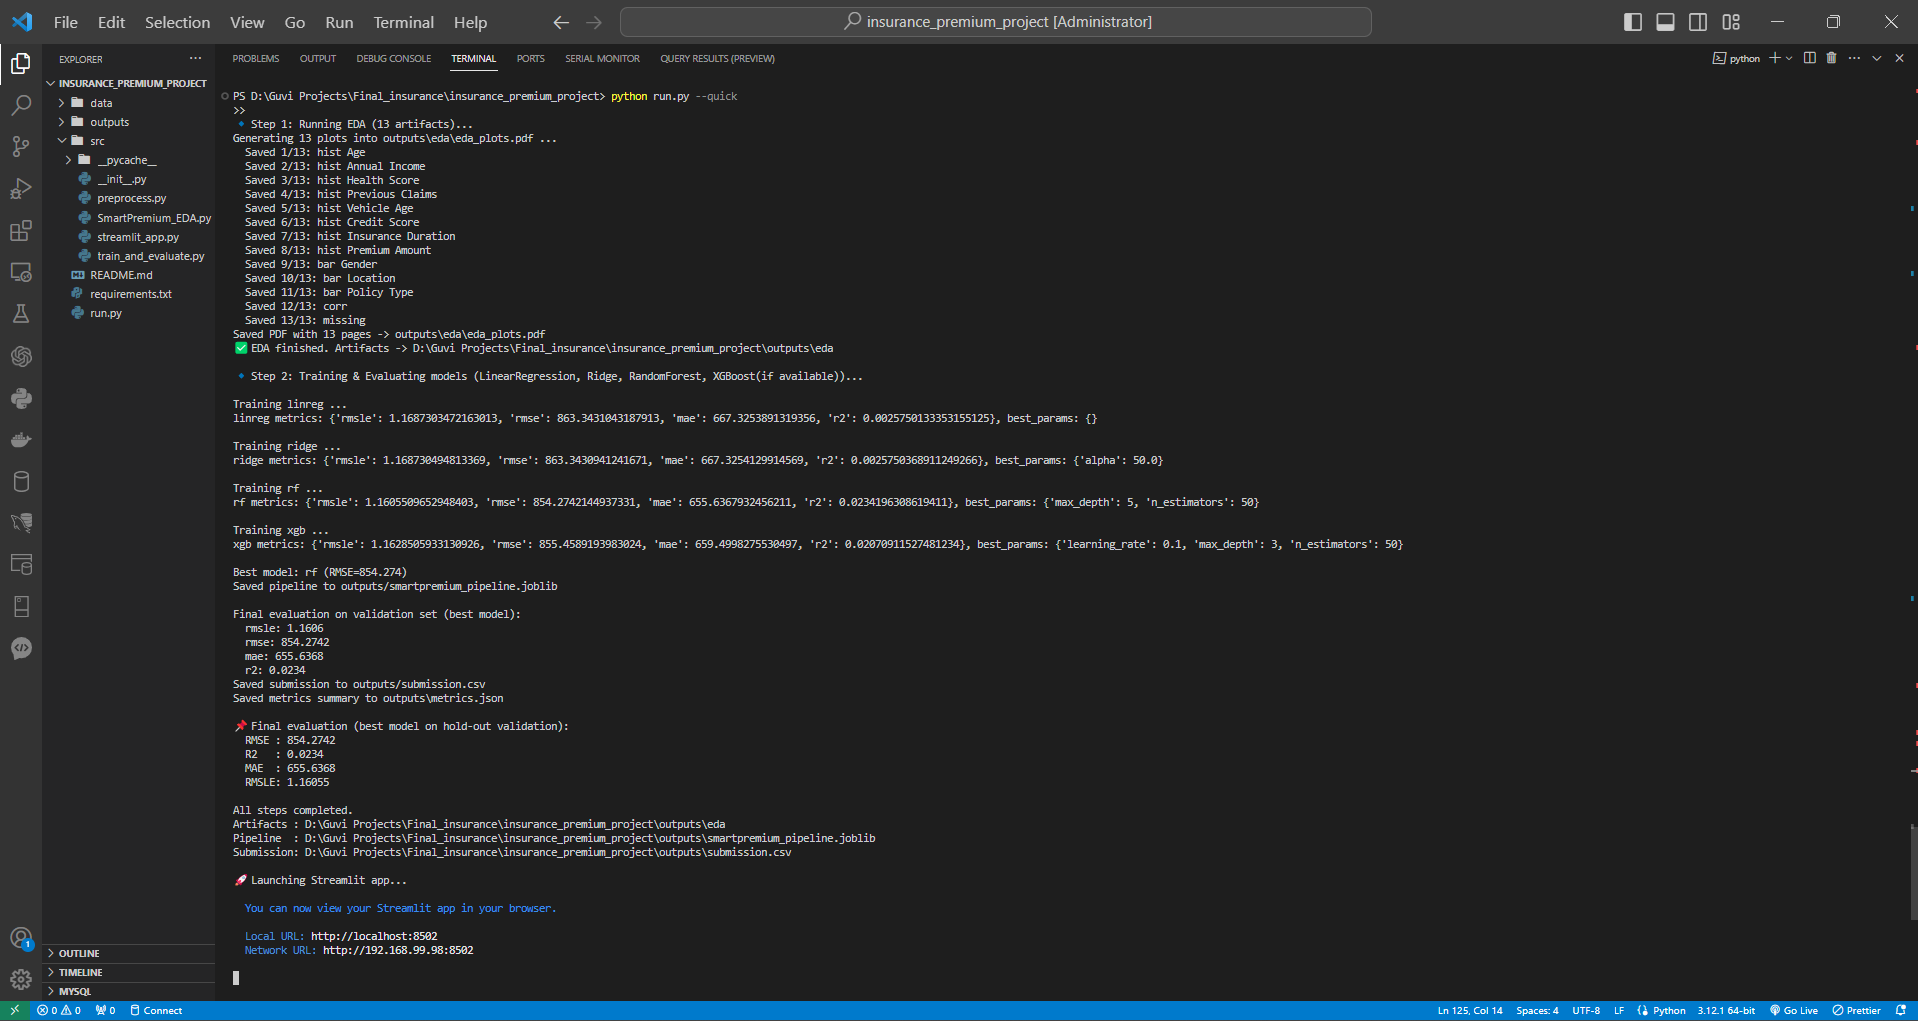 File Edit Selection View Go Run Terminal Help
insurance_premium_project [Administrator]
EXPLORER
INSURANCE_PREMIUM_PROJECT
data
outputs
src
__pycache__
__init__.py
preprocess.py
SmartPremium_EDA.py
streamlit_app.py
train_and_evaluate.py
README.md
requirements.txt
run.py
OUTLINE
TIMELINE
MYSQL
PROBLEMS OUTPUT DEBUG CONSOLE TERMINAL PORTS SERIAL MONITOR QUERY RESULTS (PREVIEW)
python
PS D:\Guvi Projects\Final_insurance\insurance_premium_project> python run.py --quick
>>
Step 1: Running EDA (13 artifacts)...
Generating 13 plots into outputs\eda\eda_plots.pdf ...
Saved 1/13: hist Age
Saved 2/13: hist Annual Income
Saved 3/13: hist Health Score
Saved 4/13: hist Previous Claims
Saved 5/13: hist Vehicle Age
Saved 6/13: hist Credit Score
Saved 7/13: hist Insurance Duration
Saved 8/13: hist Premium Amount
Saved 9/13: bar Gender
Saved 10/13: bar Location
Saved 11/13: bar Policy Type
Saved 12/13: corr
Saved 13/13: missing
Saved PDF with 13 pages -> outputs\eda\eda_plots.pdf
✅ EDA finished. Artifacts -> D:\Guvi Projects\Final_insurance\insurance_premium_project\outputs\eda
Step 2: Training & Evaluating models (LinearRegression, Ridge, RandomForest, XGBoost(if available))...
Training linreg ...
linreg metrics: {'rmsle': 1.1687303472163013, 'rmse': 863.3431043187913, 'mae': 667.3253891319356, 'r2': 0.0025750133353155125}, best_params: {}
Training ridge ...
ridge metrics: {'rmsle': 1.168730494813369, 'rmse': 863.3430941241671, 'mae': 667.3254129914569, 'r2': 0.0025750368911249266}, best_params: {'alpha': 50.0}
Training rf ...
rf metrics: {'rmsle': 1.1605509652948403, 'rmse': 854.2742144937331, 'mae': 655.6367932456211, 'r2': 0.0234196308619411}, best_params: {'max_depth': 5, 'n_estimators': 50}
Training xgb ...
xgb metrics: {'rmsle': 1.1628505933130926, 'rmse': 855.4589193983024, 'mae': 659.4998275530497, 'r2': 0.02070911527481234}, best_params: {'learning_rate': 0.1, 'max_depth': 3, 'n_estimators': 50}
Best model: rf (RMSE=854.274)
Saved pipeline to outputs/smartpremium_pipeline.joblib
Final evaluation on validation set (best model):
rmsle: 1.1606
rmse: 854.2742
mae: 655.6368
r2: 0.0234
Saved submission to outputs/submission.csv
Saved metrics summary to outputs\metrics.json
📌 Final evaluation (best model on hold-out validation):
RMSE : 854.2742
R2 : 0.0234
MAE : 655.6368
RMSLE: 1.16055
All steps completed.
Artifacts : D:\Guvi Projects\Final_insurance\insurance_premium_project\outputs\eda
Pipeline : D:\Guvi Projects\Final_insurance\insurance_premium_project\outputs\smartpremium_pipeline.joblib
Submission: D:\Guvi Projects\Final_insurance\insurance_premium_project\outputs\submission.csv
🚀 Launching Streamlit app...
You can now view your Streamlit app in your browser.
Local URL: http://localhost:8502
Network URL: http://192.168.99.98:8502
1
0 0 0 Connect Ln 125, Col 14 Spaces: 4 UTF-8 LF Python 3.12.1 64-bit Go Live Prettier